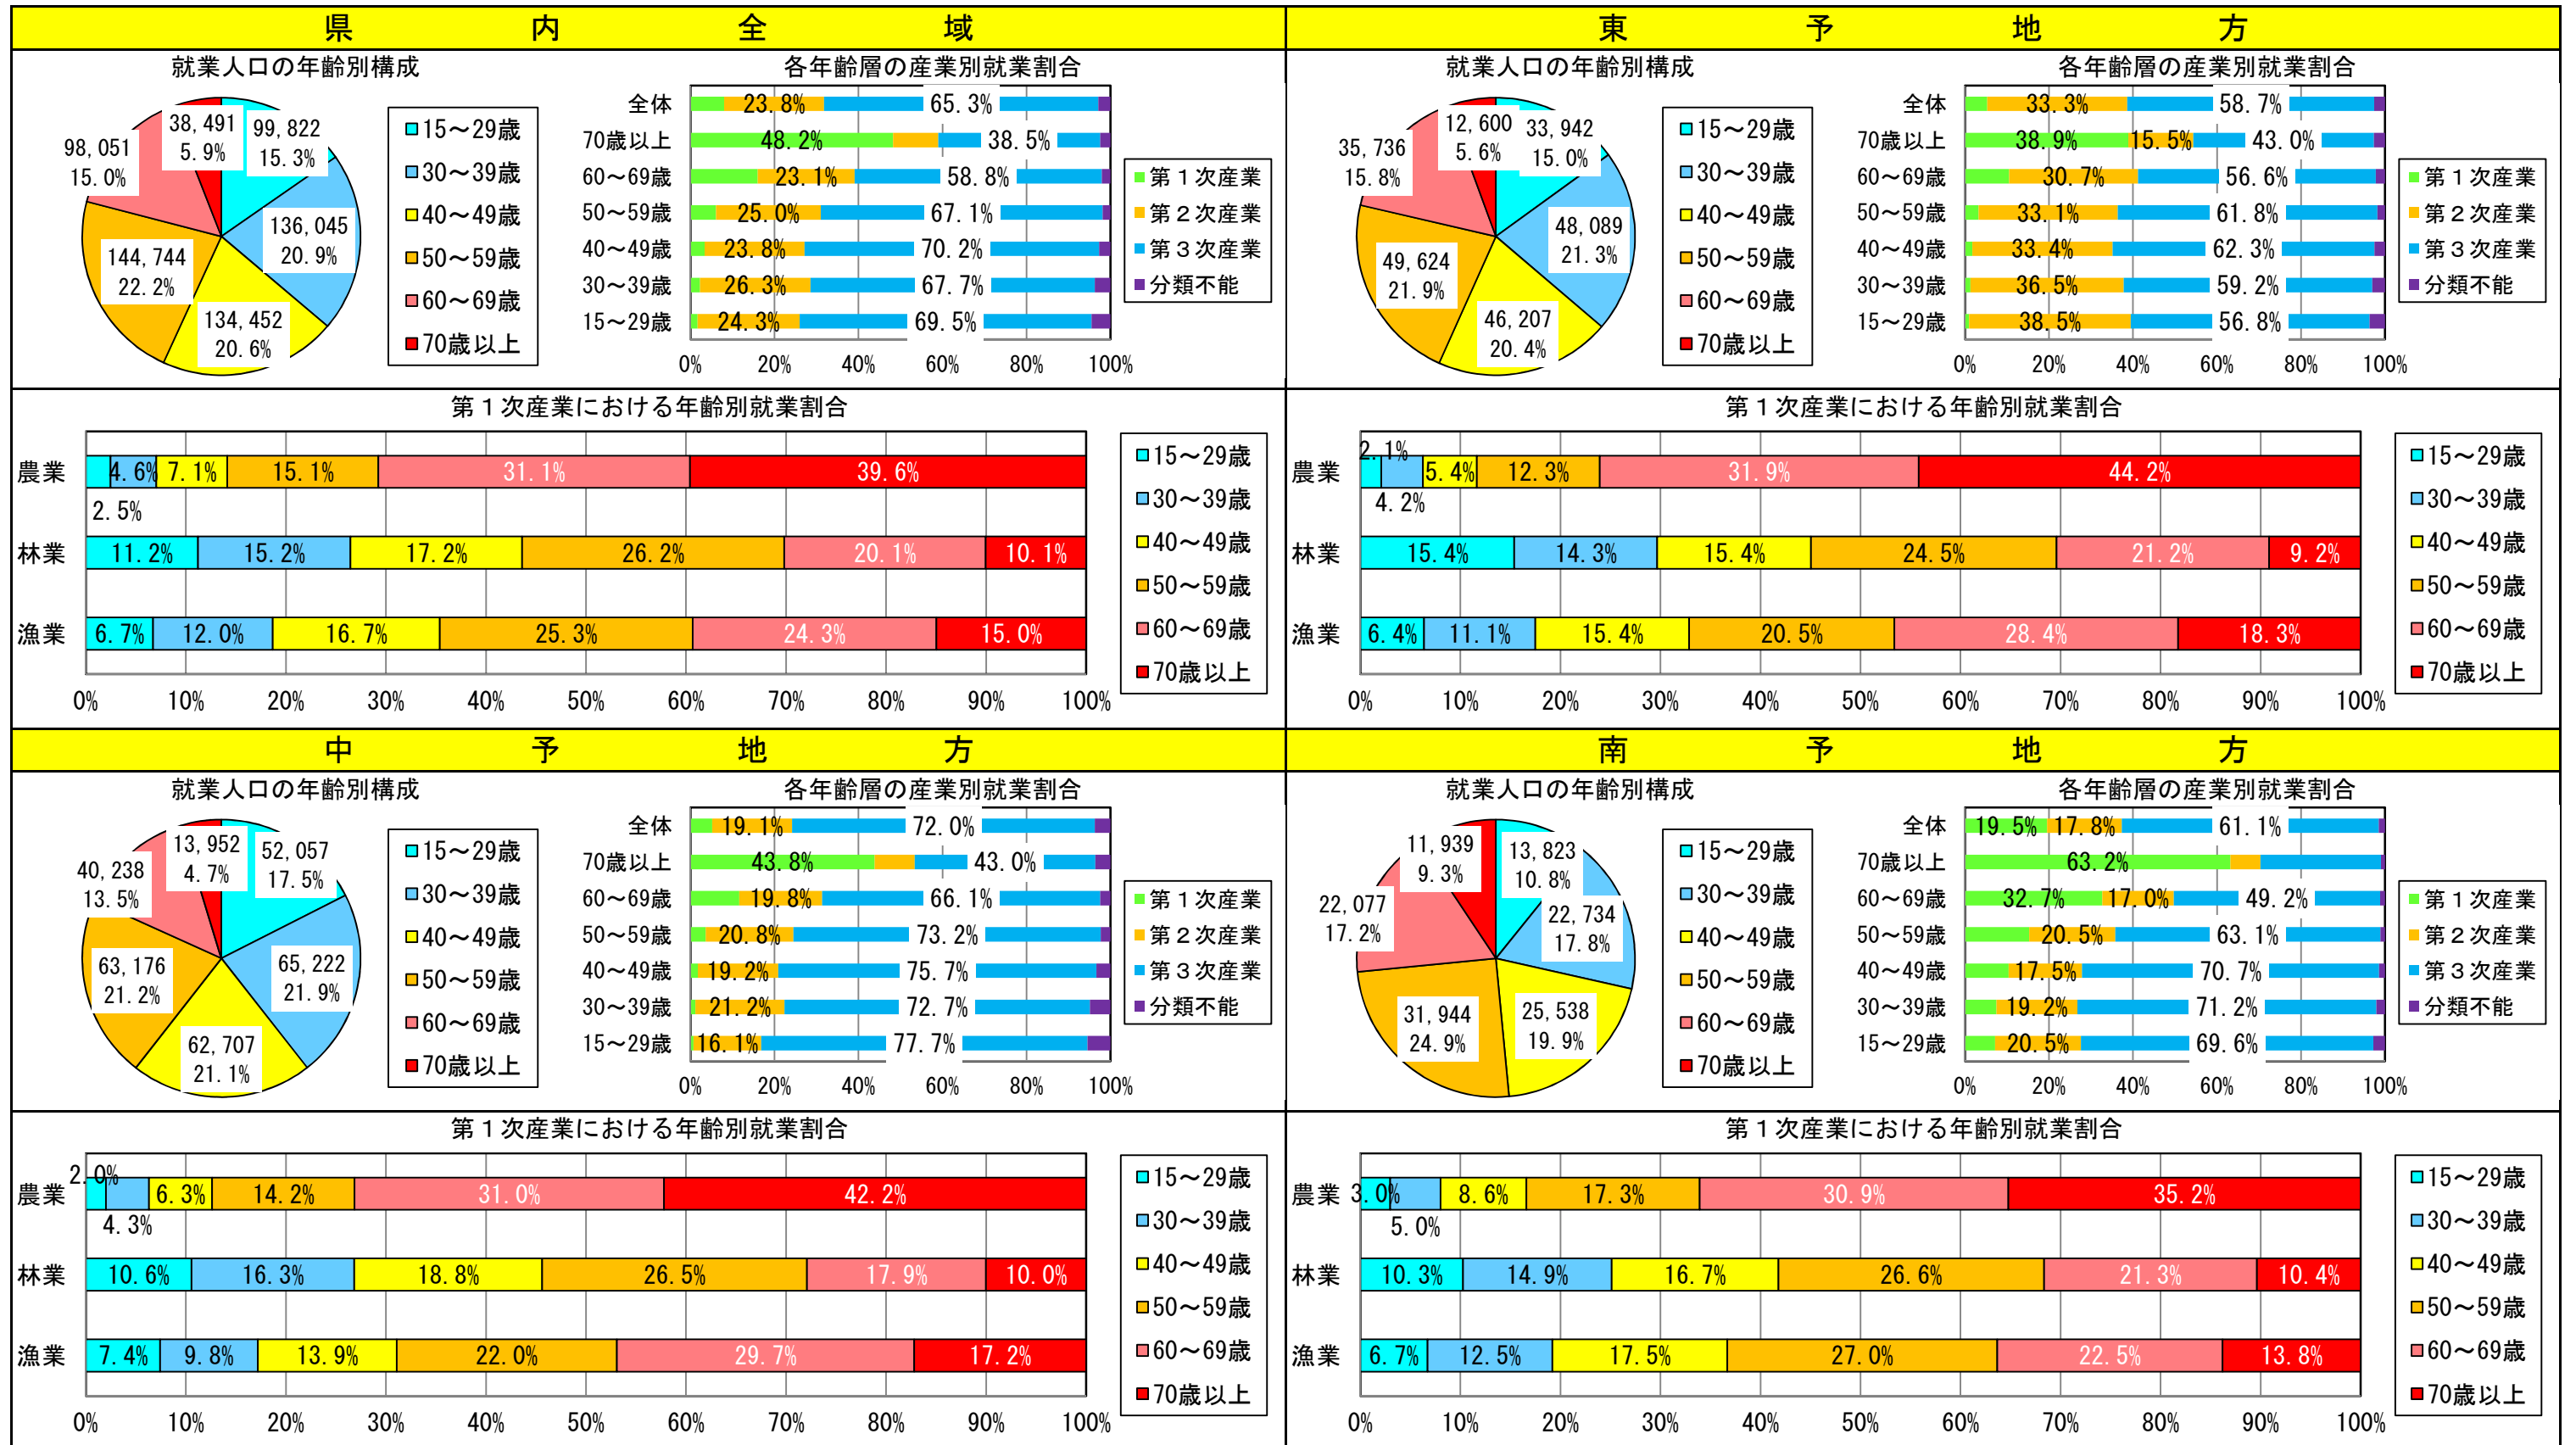 県内全域
就業人口の年齢別構成
38,491
5.9%
99,822
15.3%
98,051
15.0%
136,045
20.9%
144,744
22.2%
134,452
20.6%
15～29歳
30～39歳
40～49歳
50～59歳
60～69歳
70歳以上
各年齢層の産業別就業割合
全体 23.8% 65.3%
70歳以上 48.2% 38.5%
60～69歳 23.1% 58.8%
50～59歳 25.0% 67.1%
40～49歳 23.8% 70.2%
30～39歳 26.3% 67.7%
15～29歳 24.3% 69.5%
0% 20% 40% 60% 80% 100%
第１次産業
第２次産業
第３次産業
分類不能
第１次産業における年齢別就業割合
農業 4.6% 7.1% 15.1% 31.1% 39.6%
2.5%
林業 11.2% 15.2% 17.2% 26.2% 20.1% 10.1%
漁業 6.7% 12.0% 16.7% 25.3% 24.3% 15.0%
0% 10% 20% 30% 40% 50% 60% 70% 80% 90% 100%
15～29歳
30～39歳
40～49歳
50～59歳
60～69歳
70歳以上
東予地方
就業人口の年齢別構成
12,600
5.6%
33,942
15.0%
35,736
15.8%
48,089
21.3%
49,624
21.9%
46,207
20.4%
15～29歳
30～39歳
40～49歳
50～59歳
60～69歳
70歳以上
各年齢層の産業別就業割合
全体 33.3% 58.7%
70歳以上 38.9% 15.5% 43.0%
60～69歳 30.7% 56.6%
50～59歳 33.1% 61.8%
40～49歳 33.4% 62.3%
30～39歳 36.5% 59.2%
15～29歳 38.5% 56.8%
0% 20% 40% 60% 80% 100%
第１次産業
第２次産業
第３次産業
分類不能
第１次産業における年齢別就業割合
2.1%
農業 5.4% 12.3% 31.9% 44.2%
4.2%
林業 15.4% 14.3% 15.4% 24.5% 21.2% 9.2%
漁業 6.4% 11.1% 15.4% 20.5% 28.4% 18.3%
0% 10% 20% 30% 40% 50% 60% 70% 80% 90% 100%
15～29歳
30～39歳
40～49歳
50～59歳
60～69歳
70歳以上
中予地方
就業人口の年齢別構成
13,952
4.7%
52,057
17.5%
40,238
13.5%
65,222
21.9%
63,176
21.2%
62,707
21.1%
15～29歳
30～39歳
40～49歳
50～59歳
60～69歳
70歳以上
各年齢層の産業別就業割合
全体 19.1% 72.0%
70歳以上 43.8% 43.0%
60～69歳 19.8% 66.1%
50～59歳 20.8% 73.2%
40～49歳 19.2% 75.7%
30～39歳 21.2% 72.7%
15～29歳 16.1% 77.7%
0% 20% 40% 60% 80% 100%
第１次産業
第２次産業
第３次産業
分類不能
第１次産業における年齢別就業割合
2.0%
農業 6.3% 14.2% 31.0% 42.2%
4.3%
林業 10.6% 16.3% 18.8% 26.5% 17.9% 10.0%
漁業 7.4% 9.8% 13.9% 22.0% 29.7% 17.2%
0% 10% 20% 30% 40% 50% 60% 70% 80% 90% 100%
15～29歳
30～39歳
40～49歳
50～59歳
60～69歳
70歳以上
南予地方
就業人口の年齢別構成
11,939
9.3%
13,823
10.8%
22,077
17.2%
22,734
17.8%
31,944
24.9%
25,538
19.9%
15～29歳
30～39歳
40～49歳
50～59歳
60～69歳
70歳以上
各年齢層の産業別就業割合
全体 19.5% 17.8% 61.1%
70歳以上 63.2%
60～69歳 32.7% 17.0% 49.2%
50～59歳 20.5% 63.1%
40～49歳 17.5% 70.7%
30～39歳 19.2% 71.2%
15～29歳 20.5% 69.6%
0% 20% 40% 60% 80% 100%
第１次産業
第２次産業
第３次産業
分類不能
第１次産業における年齢別就業割合
農業 3.0% 8.6% 17.3% 30.9% 35.2%
5.0%
林業 10.3% 14.9% 16.7% 26.6% 21.3% 10.4%
漁業 6.7% 12.5% 17.5% 27.0% 22.5% 13.8%
0% 10% 20% 30% 40% 50% 60% 70% 80% 90% 100%
15～29歳
30～39歳
40～49歳
50～59歳
60～69歳
70歳以上